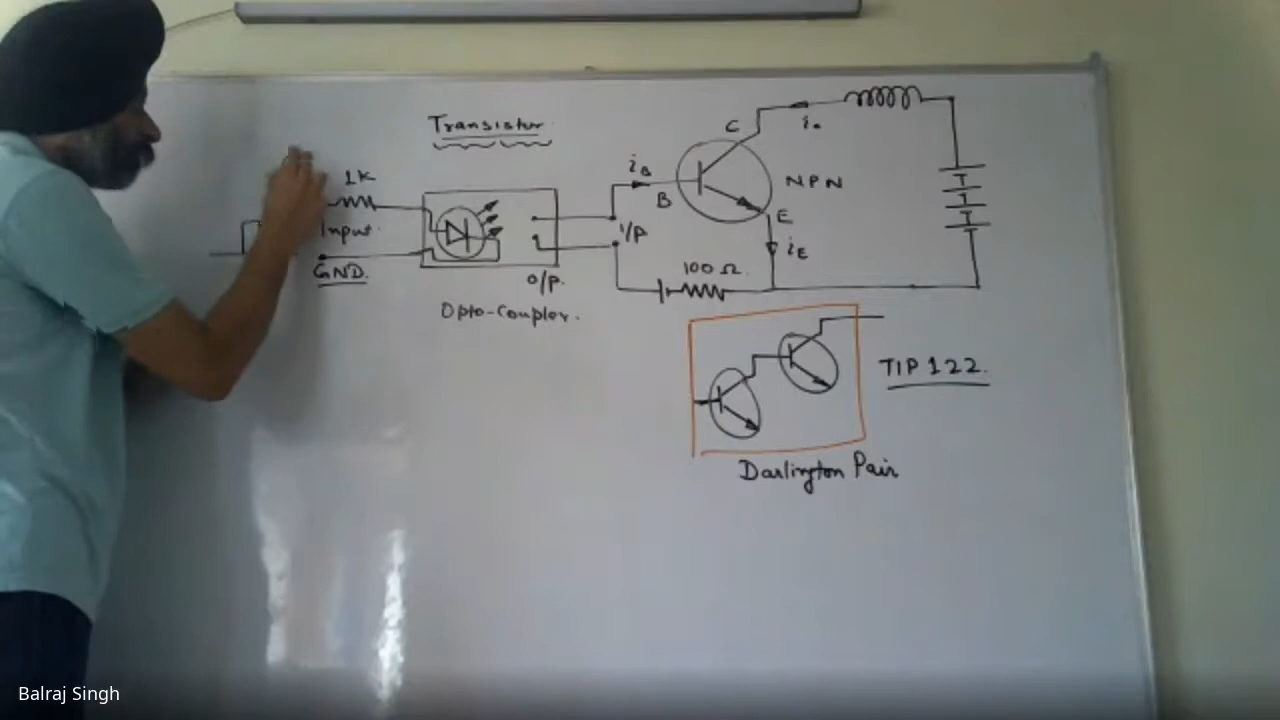 Transistor
1K
Input
GND.
O/P.
Opto-Coupler.
I/P
iB
B
C
E
NPN
iE
100 Ω
TIP 122.
Darlington Pair
Balraj Singh